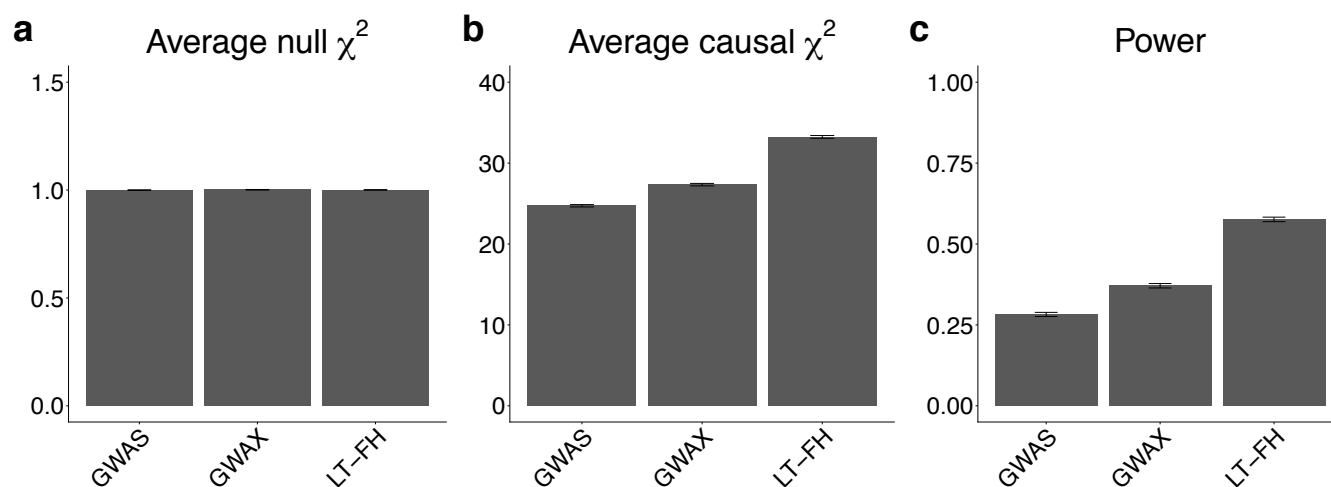 a
Average null χ²
1.5
1.0
0.5
0.0
GWAS
GWAX
LT−FH
b
Average causal χ²
40
30
20
10
0
GWAS
GWAX
LT−FH
c
Power
1.00
0.75
0.50
0.25
0.00
GWAS
GWAX
LT−FH